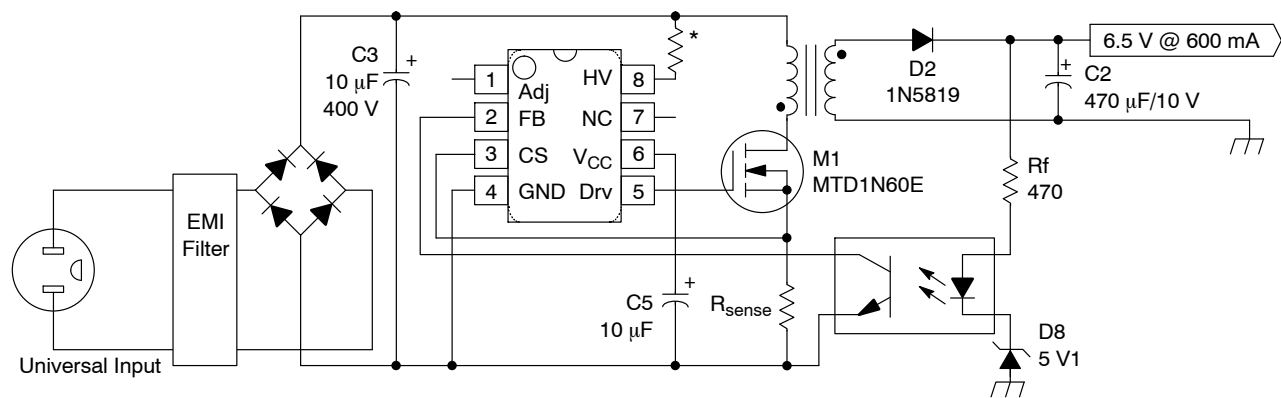 C3
10 μF
400 V
+
*
1
Adj
HV
8
2
FB
NC
7
3
CS
VCC
6
4
GND
Drv
5
D2
1N5819
6.5 V @ 600 mA
+
C2
470 μF/10 V
M1
MTD1N60E
Rf
470
EMI
Filter
C5
10 μF
+
Rsense
D8
5 V1
Universal Input